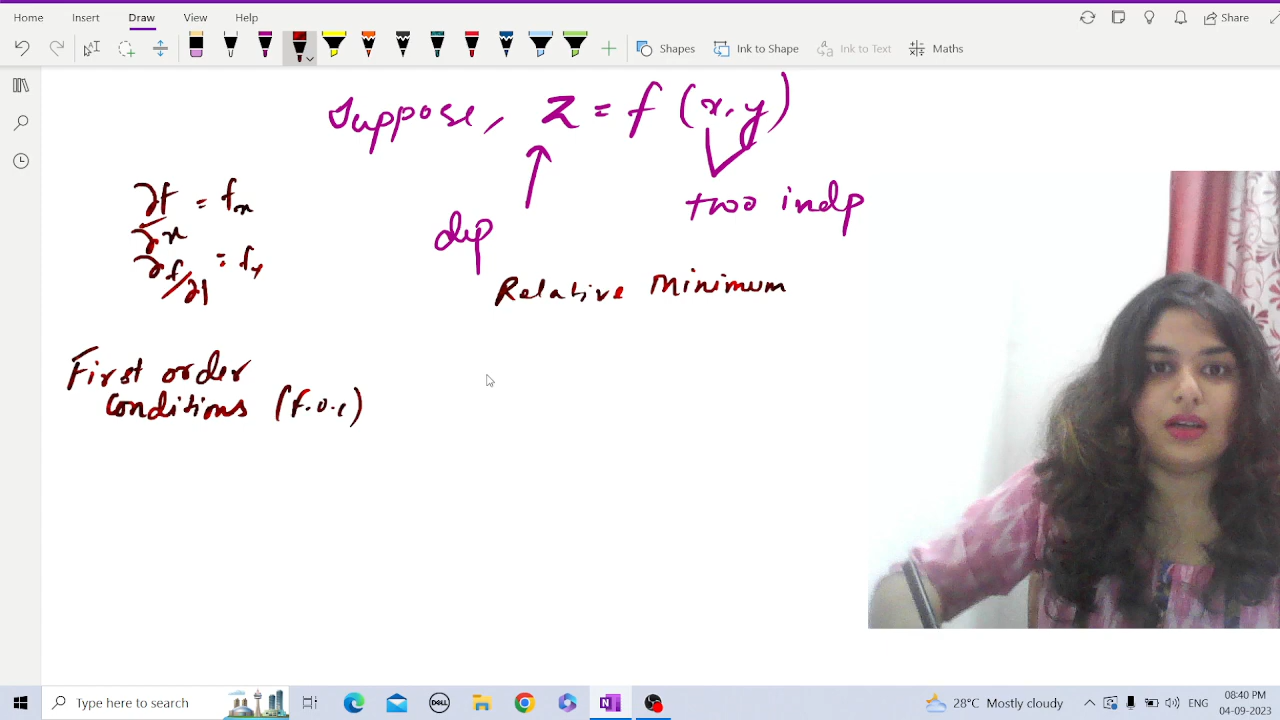 Home Insert Draw View Help Share
Shapes Ink to Shape Ink to Text Maths
Suppose, z = f (x, y)
∂f = fx
∂x
two indp
dep
∂f/∂y = fy
Relative Minimum
First order
Conditions (f.o.c)
Type here to search
DELL
N
28°C Mostly cloudy
ENG
8:40 PM
04-09-2023